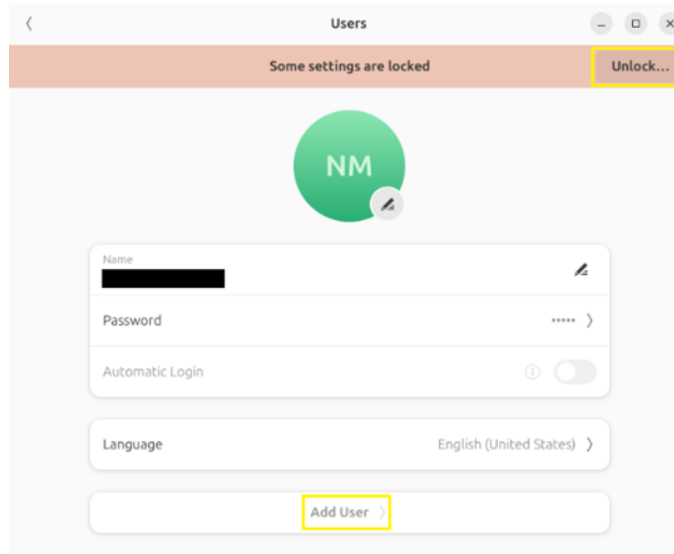 Users
Some settings are locked
Unlock...
NM
Name
Password ••••• 
Automatic Login
Language English (United States)
Add User